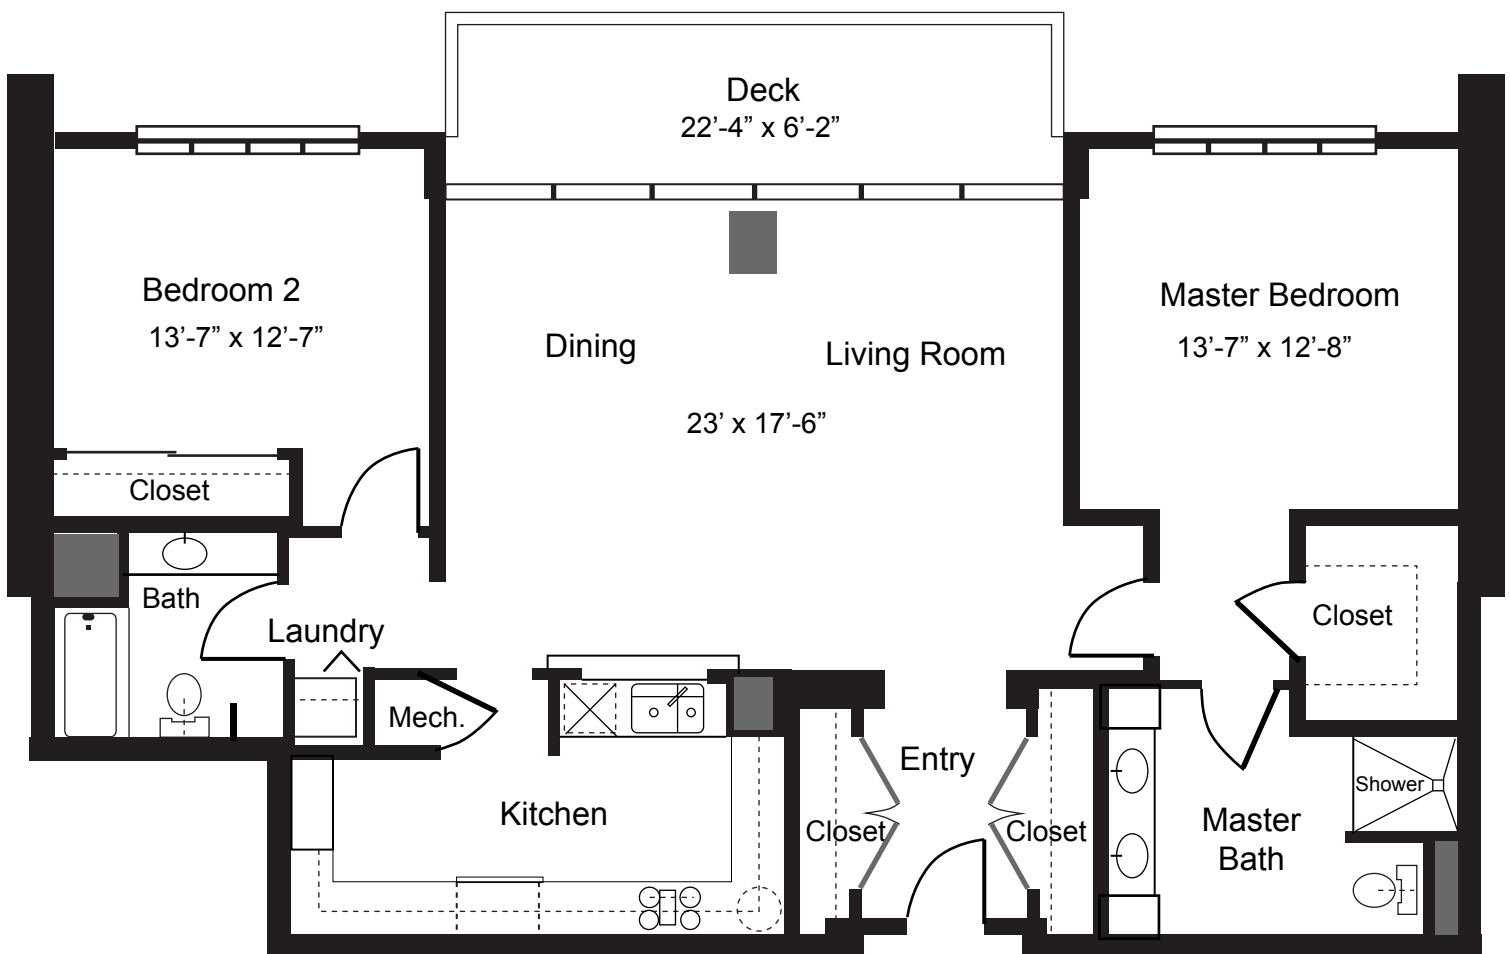 Deck
22’-4” x 6’-2”
Bedroom 2
13’-7” x 12’-7”
Master Bedroom
13’-7” x 12’-8”
Dining
Living Room
23’ x 17’-6”
Closet
Bath
Laundry
Closet
Mech.
Entry
Kitchen
Closet
Closet
Shower
Master
Bath